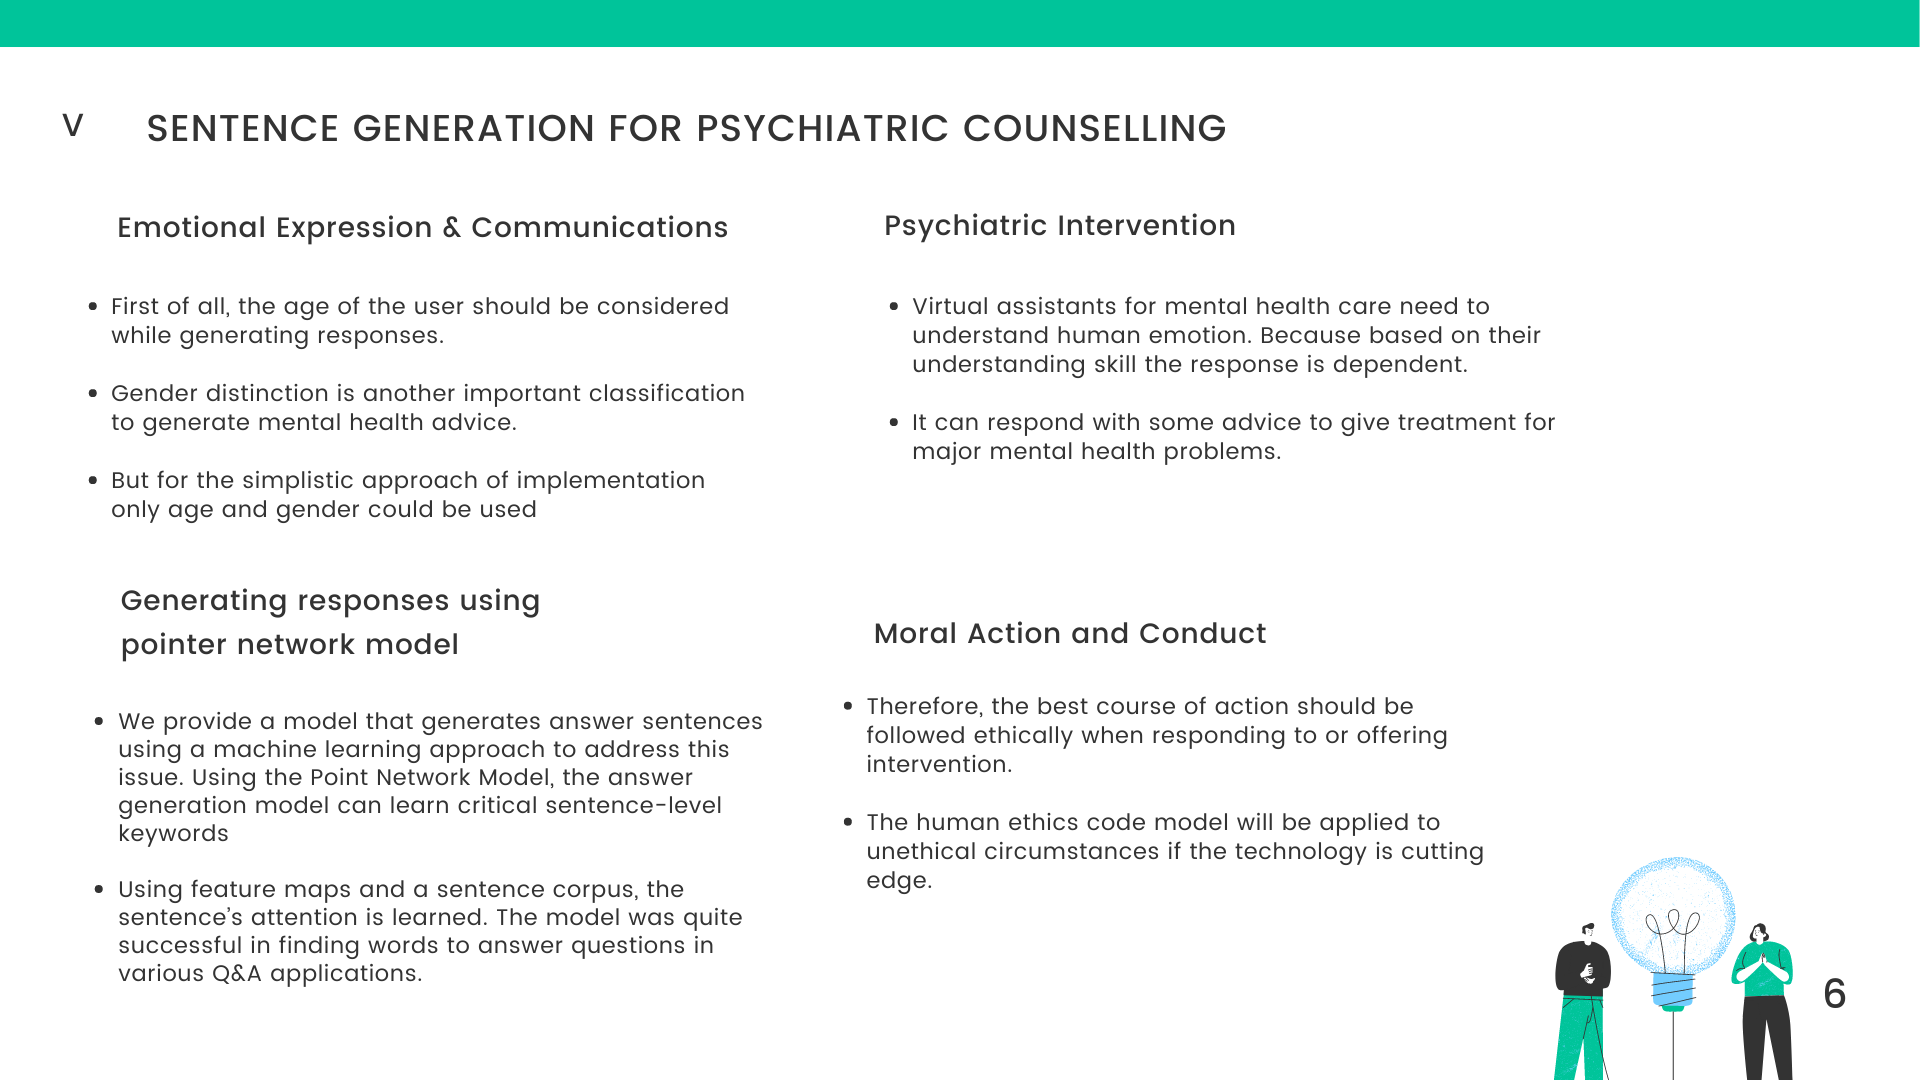 V
SENTENCE GENERATION FOR PSYCHIATRIC COUNSELLING
Emotional Expression & Communications
First of all, the age of the user should be considered
while generating responses.
Gender distinction is another important classification
to generate mental health advice.
But for the simplistic approach of implementation
only age and gender could be used
Psychiatric Intervention
Virtual assistants for mental health care need to
understand human emotion. Because based on their
understanding skill the response is dependent.
It can respond with some advice to give treatment for
major mental health problems.
Generating responses using
pointer network model
We provide a model that generates answer sentences
using a machine learning approach to address this
issue. Using the Point Network Model, the answer
generation model can learn critical sentence-level
keywords
Using feature maps and a sentence corpus, the
sentence's attention is learned. The model was quite
successful in finding words to answer questions in
various Q&A applications.
Moral Action and Conduct
Therefore, the best course of action should be
followed ethically when responding to or offering
intervention.
The human ethics code model will be applied to
unethical circumstances if the technology is cutting
edge.
6